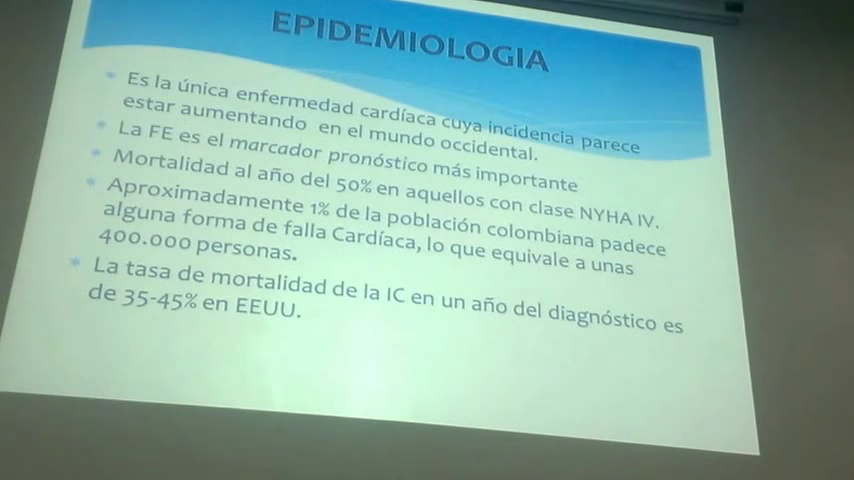 EPIDEMIOLOGIA
* Es la única enfermedad cardíaca cuya incidencia parece
estar aumentando en el mundo occidental.
* La FE es el marcador pronóstico más importante
* Mortalidad al año del 50% en aquellos con clase NYHA IV.
* Aproximadamente 1% de la población colombiana padece
alguna forma de falla Cardíaca, lo que equivale a unas
400.000 personas.
* La tasa de mortalidad de la IC en un año del diagnóstico es
de 35-45% en EEUU.